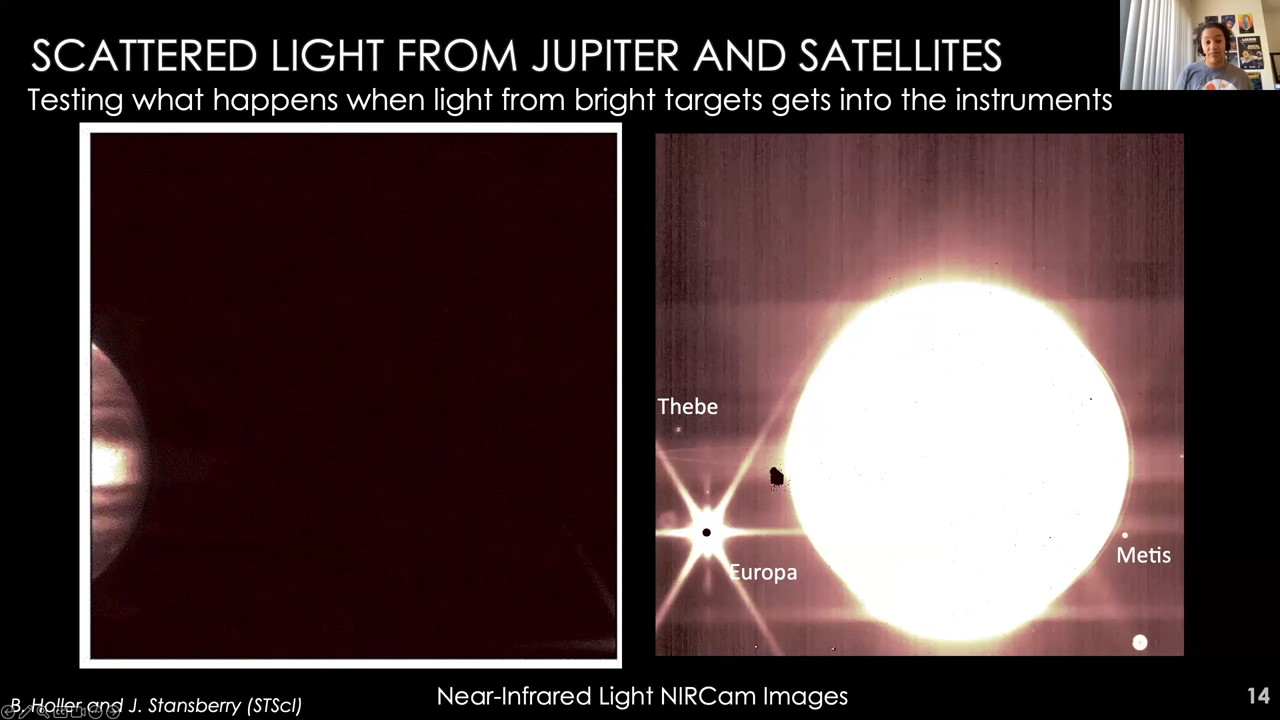 SCATTERED LIGHT FROM JUPITER AND SATELLITES
Testing what happens when light from bright targets gets into the instruments
Thebe
Europa
Metis
B. Holler and J. Stansberry (STScI)
Near-Infrared Light NIRCam Images
14